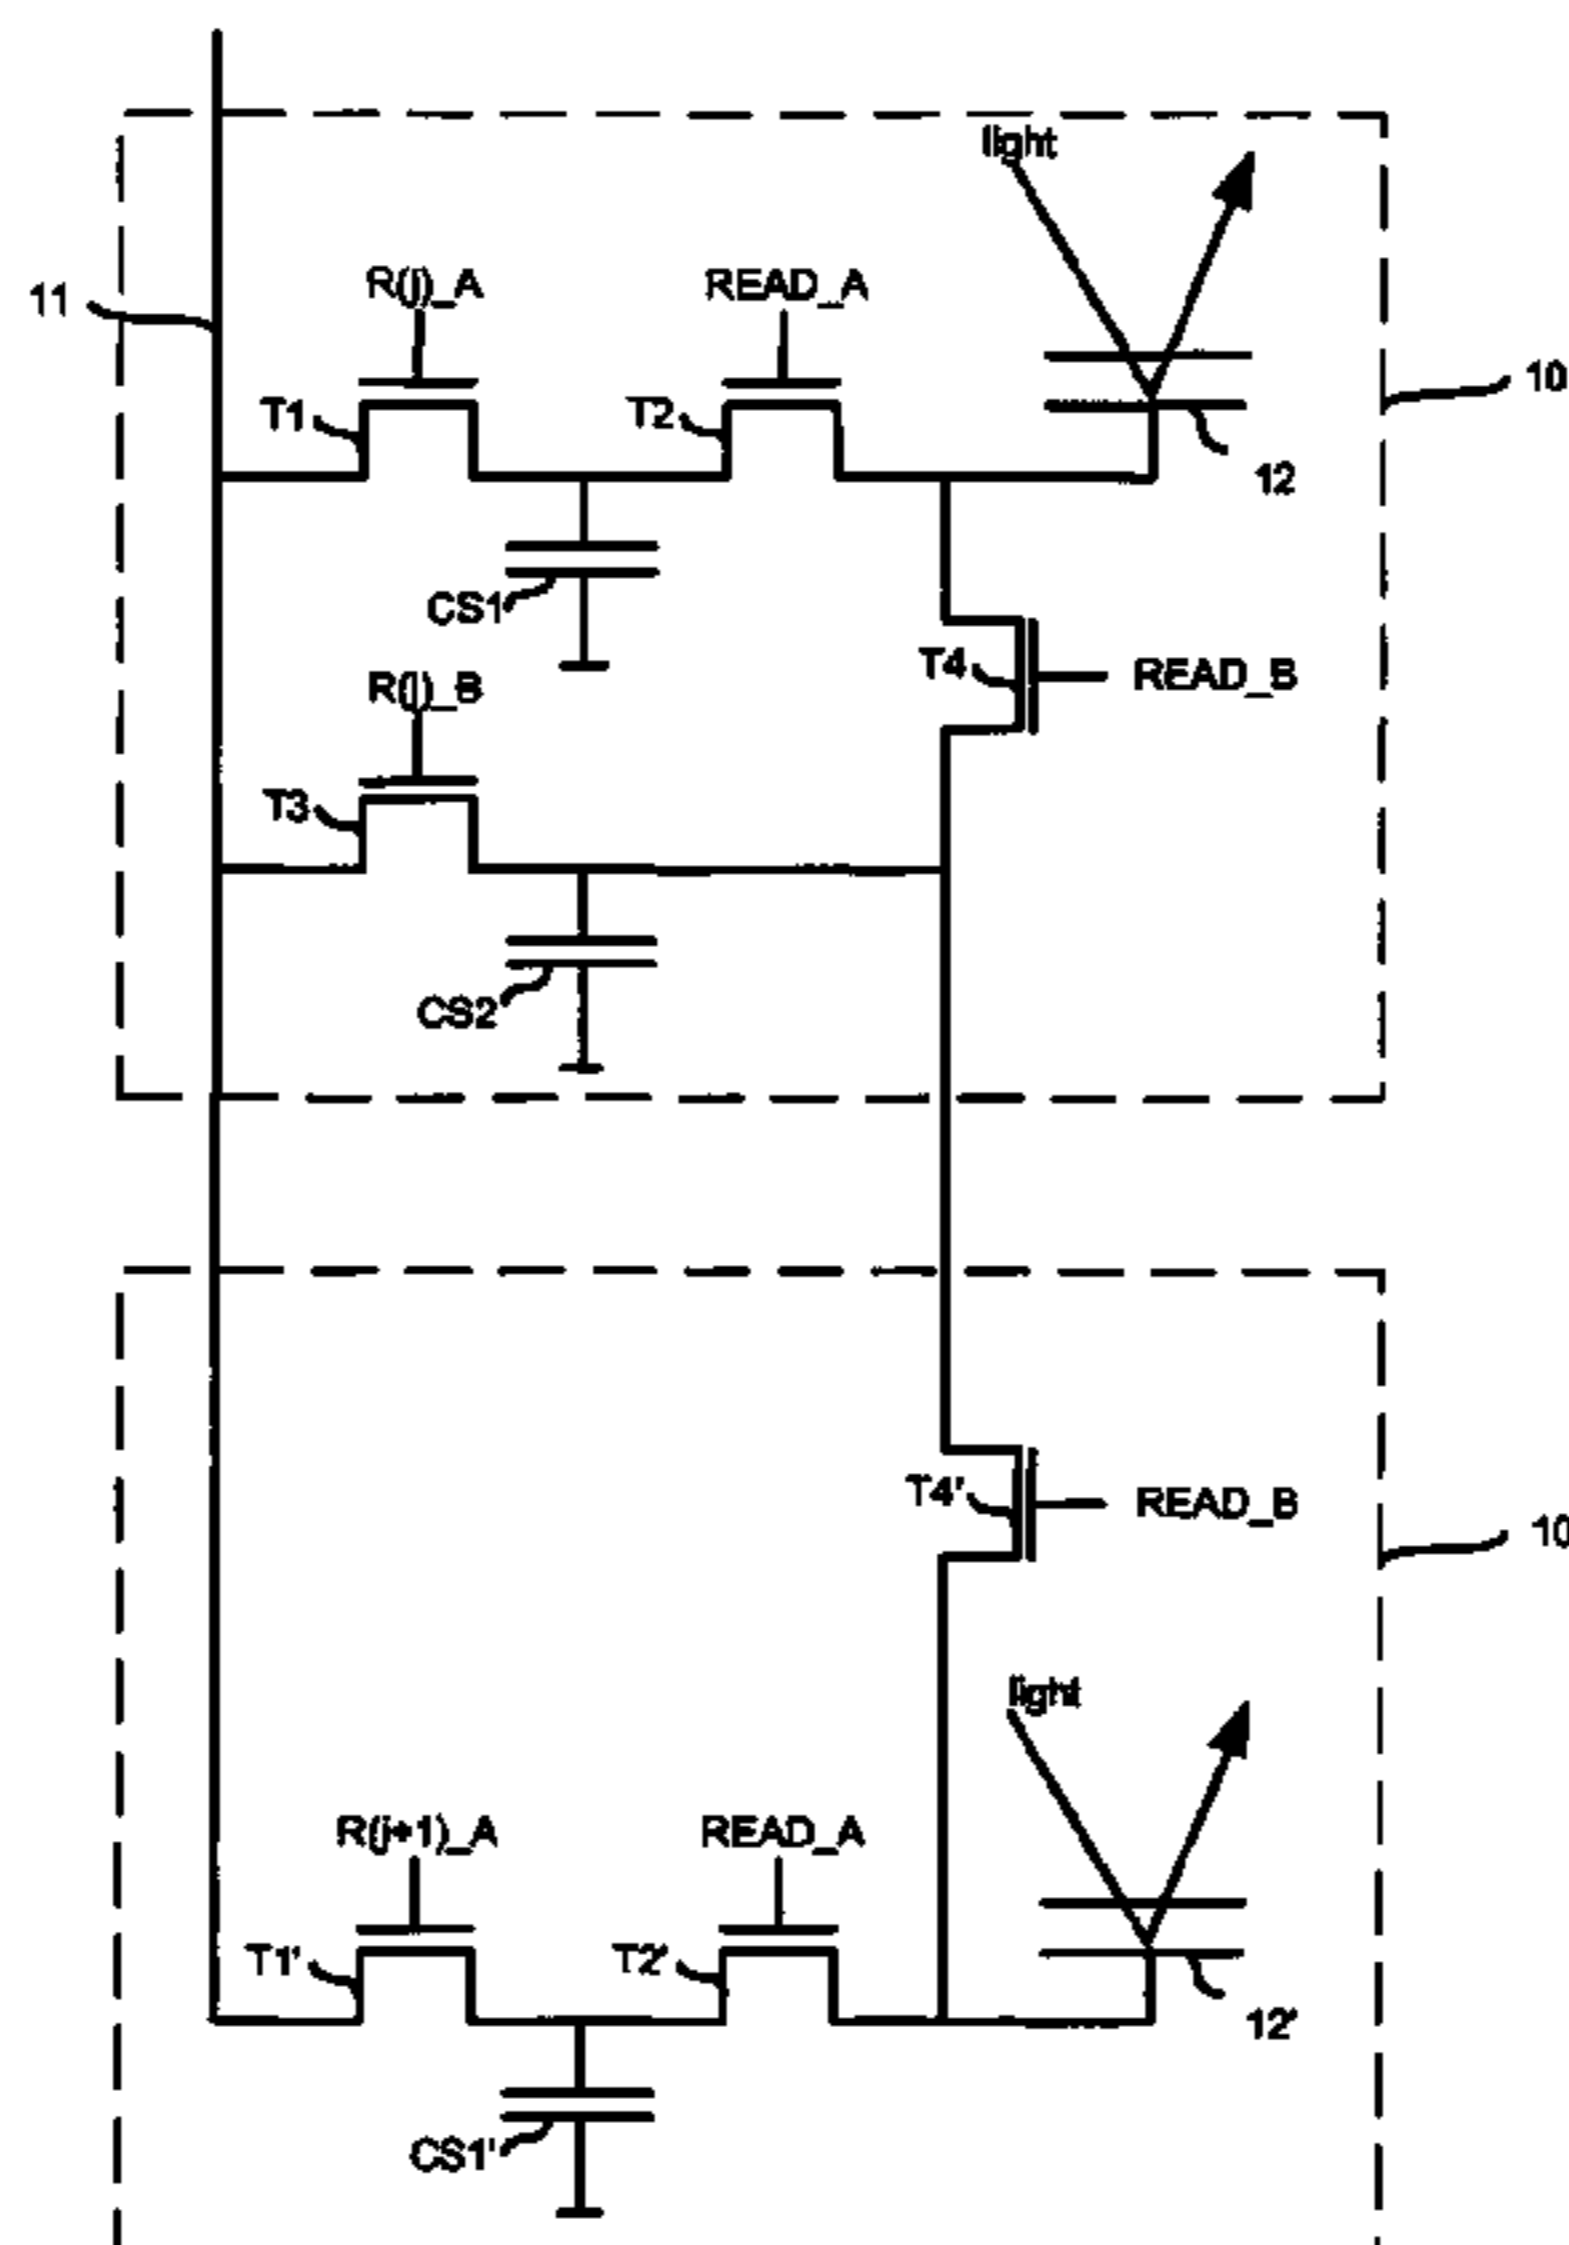 light
11
R(j)_A
READ_A
10
T1
T2
12
CS1
T4
READ_B
R(j)_B
T3
CS2
T4'
READ_B
10
light
R(j+1)_A
READ_A
T1'
T2'
12'
CS1'